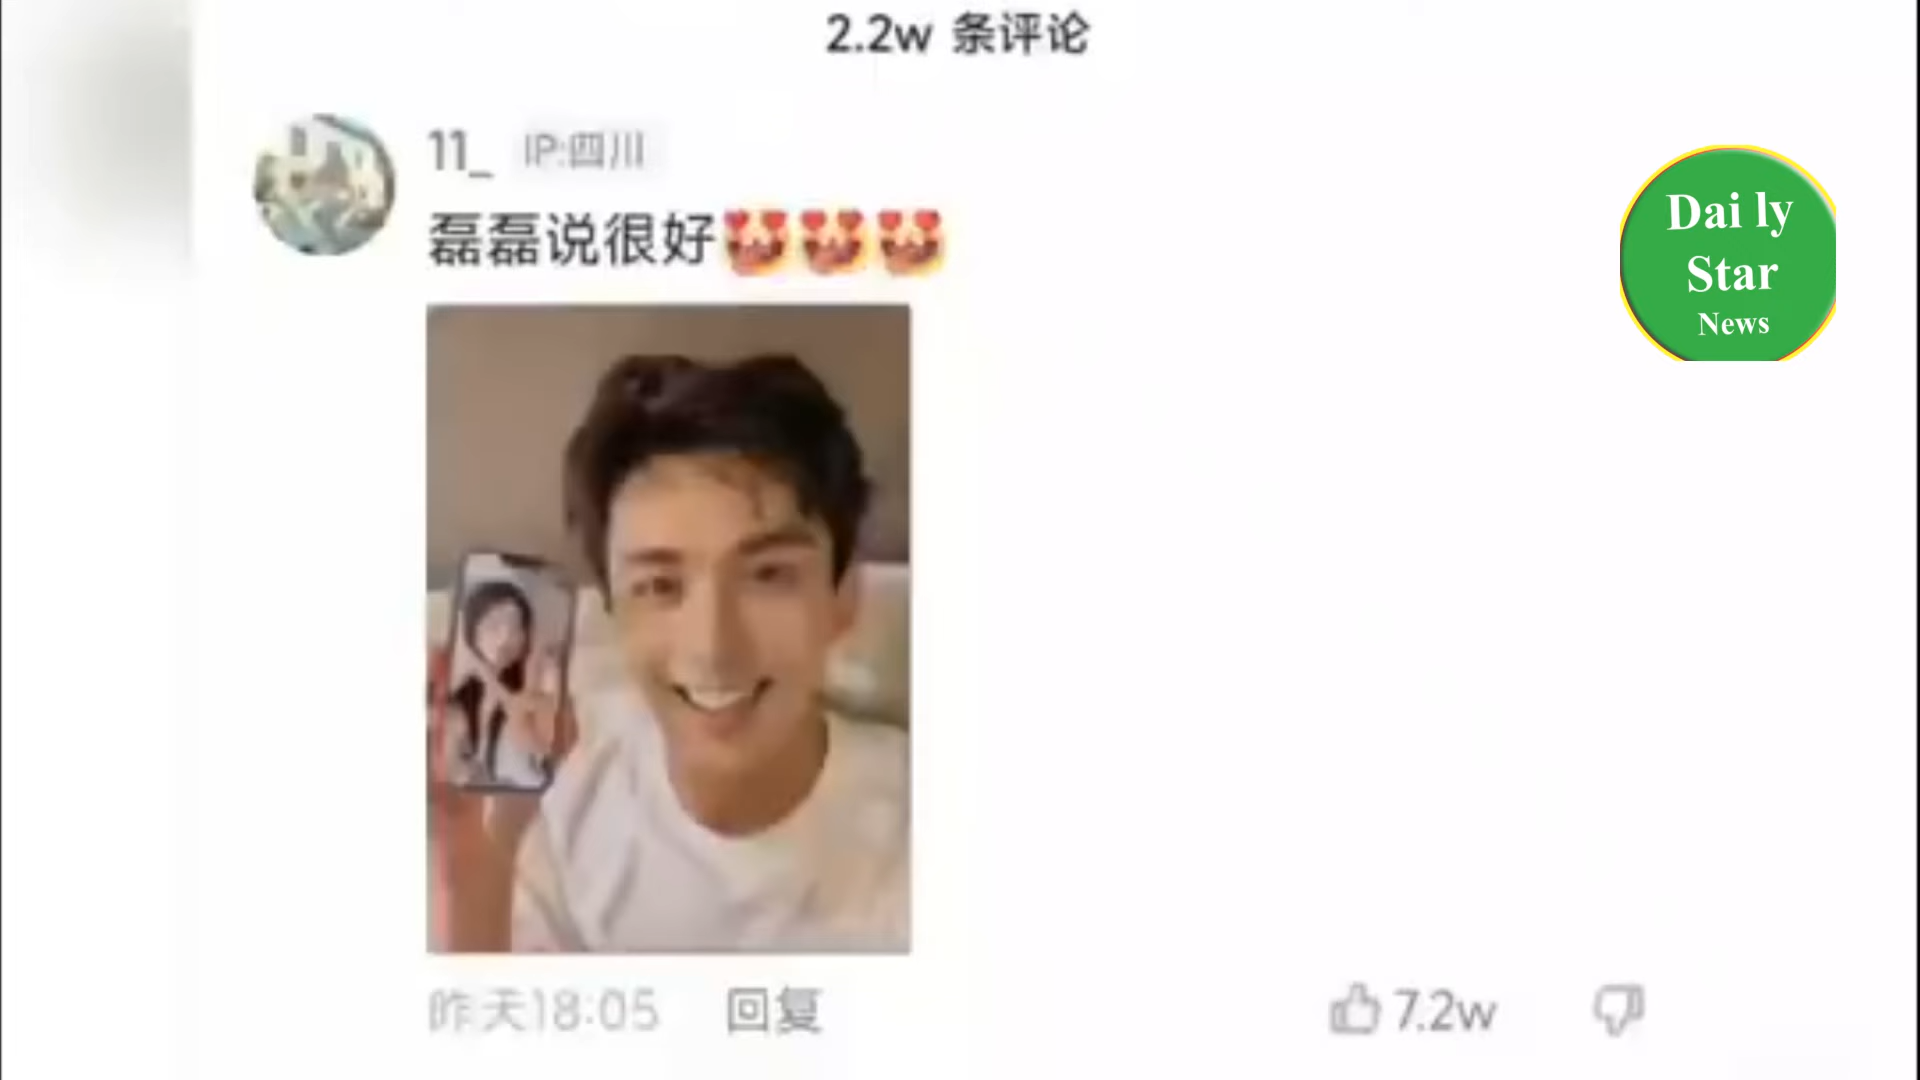 2.2w 条评论
11_ IP:四川
磊磊说很好
Dai ly
Star
News
昨天18:05 回复
7.2w